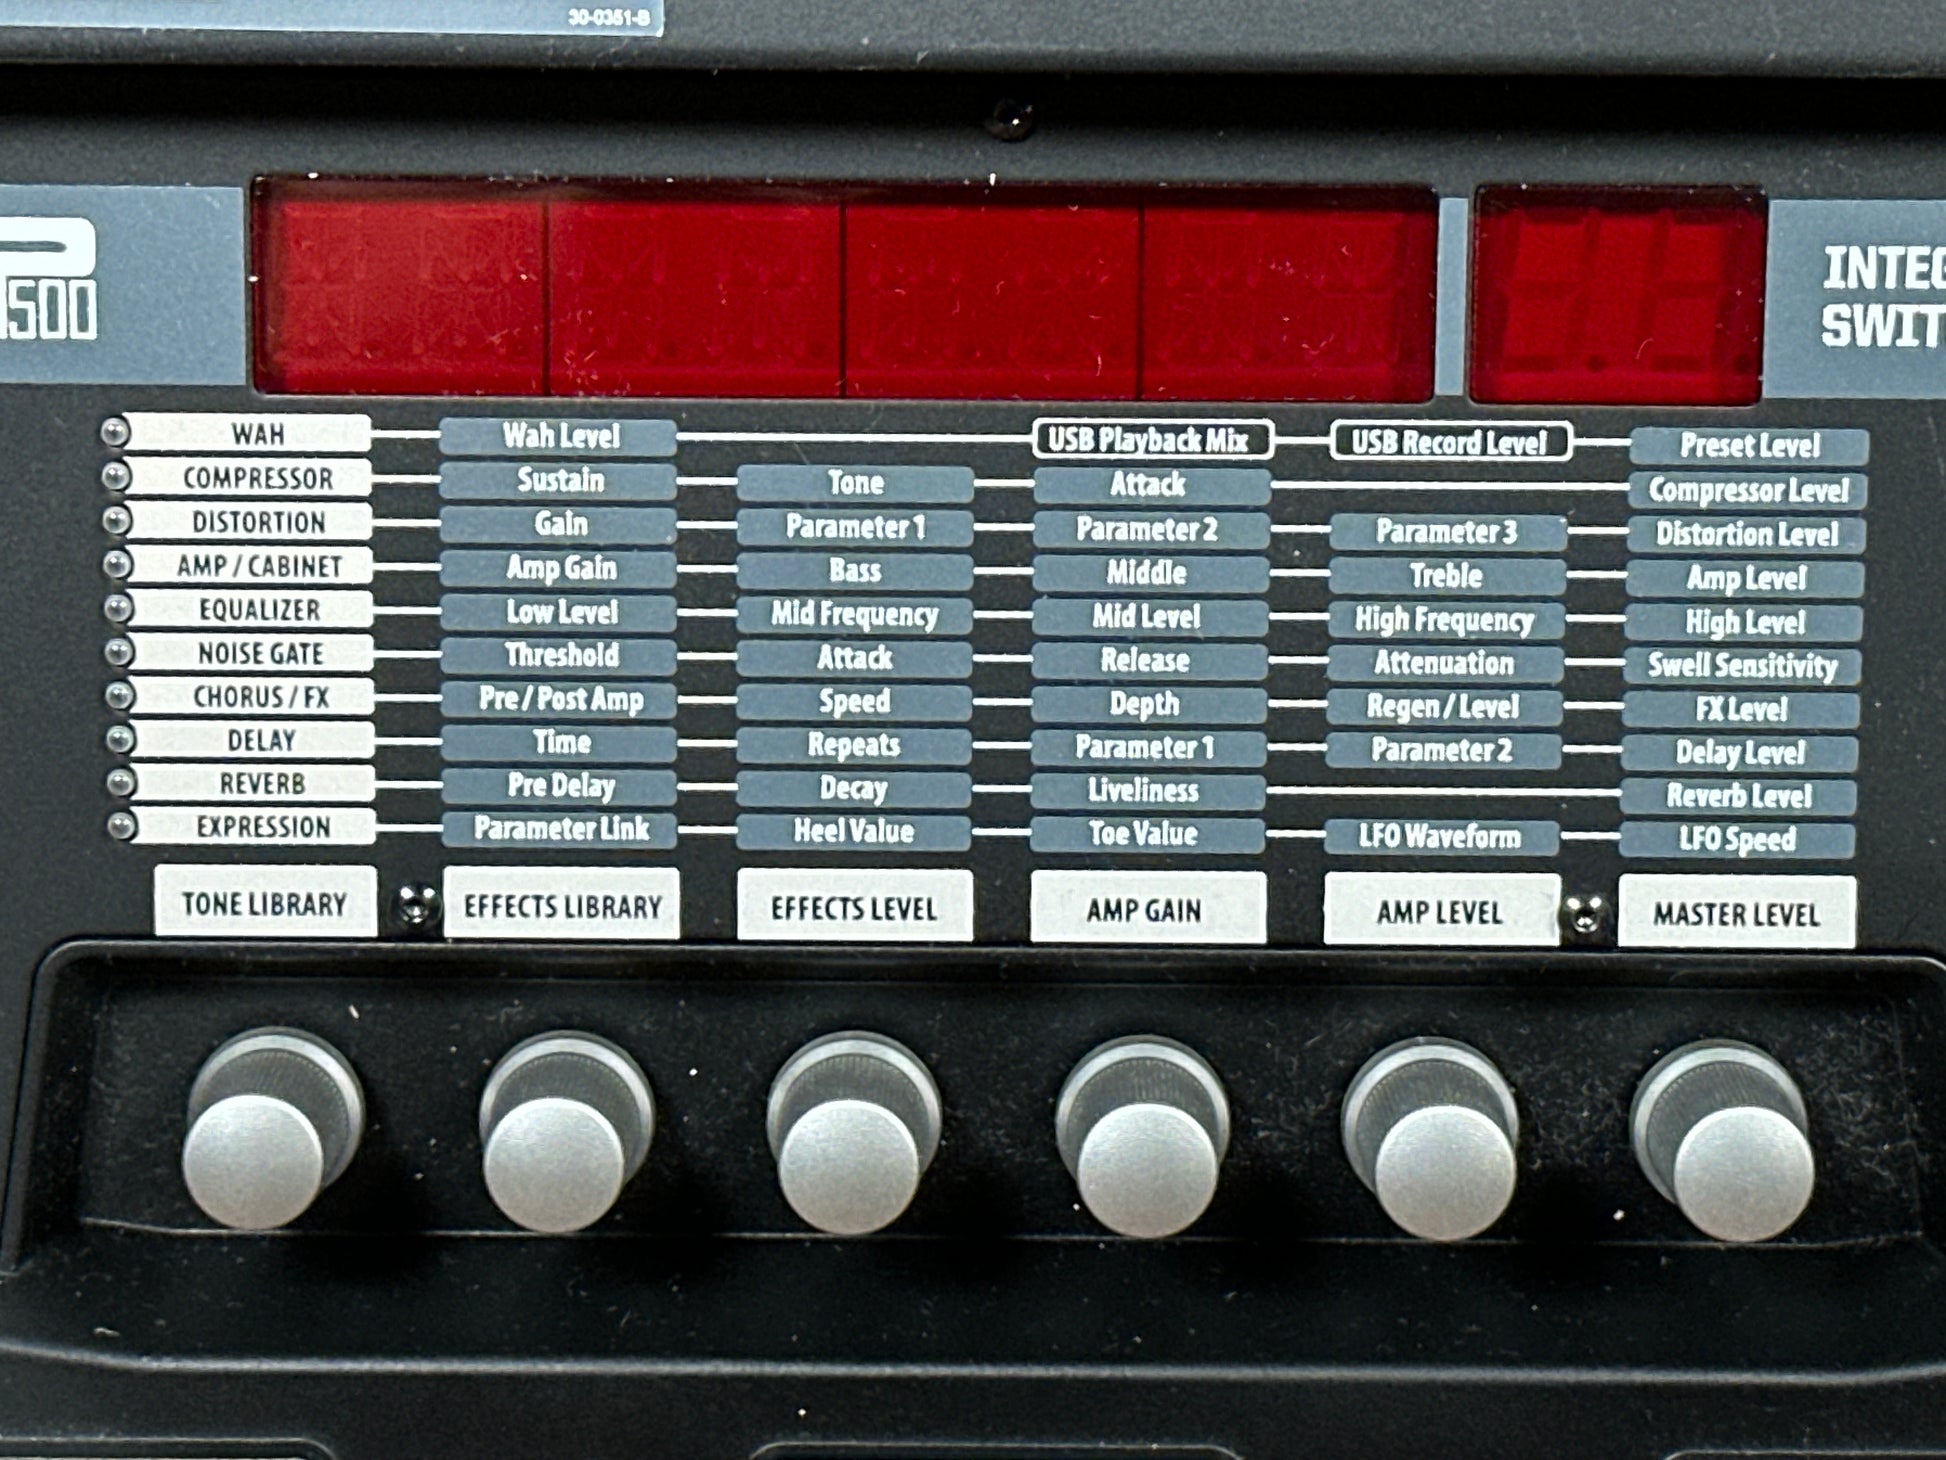 30-0351-B
P
500
INTEG
SWIT
WAH Wah Level USB Playback Mix USB Record Level Preset Level
COMPRESSOR Sustain Tone Attack Compressor Level
DISTORTION Gain Parameter 1 Parameter 2 Parameter 3 Distortion Level
AMP / CABINET Amp Gain Bass Middle Treble Amp Level
EQUALIZER Low Level Mid Frequency Mid Level High Frequency High Level
NOISE GATE Threshold Attack Release Attenuation Swell Sensitivity
CHORUS / FX Pre / Post Amp Speed Depth Regen / Level FX Level
DELAY Time Repeats Parameter 1 Parameter 2 Delay Level
REVERB Pre Delay Decay Liveliness Reverb Level
EXPRESSION Parameter Link Heel Value Toe Value LFO Waveform LFO Speed
TONE LIBRARY EFFECTS LIBRARY EFFECTS LEVEL AMP GAIN AMP LEVEL MASTER LEVEL